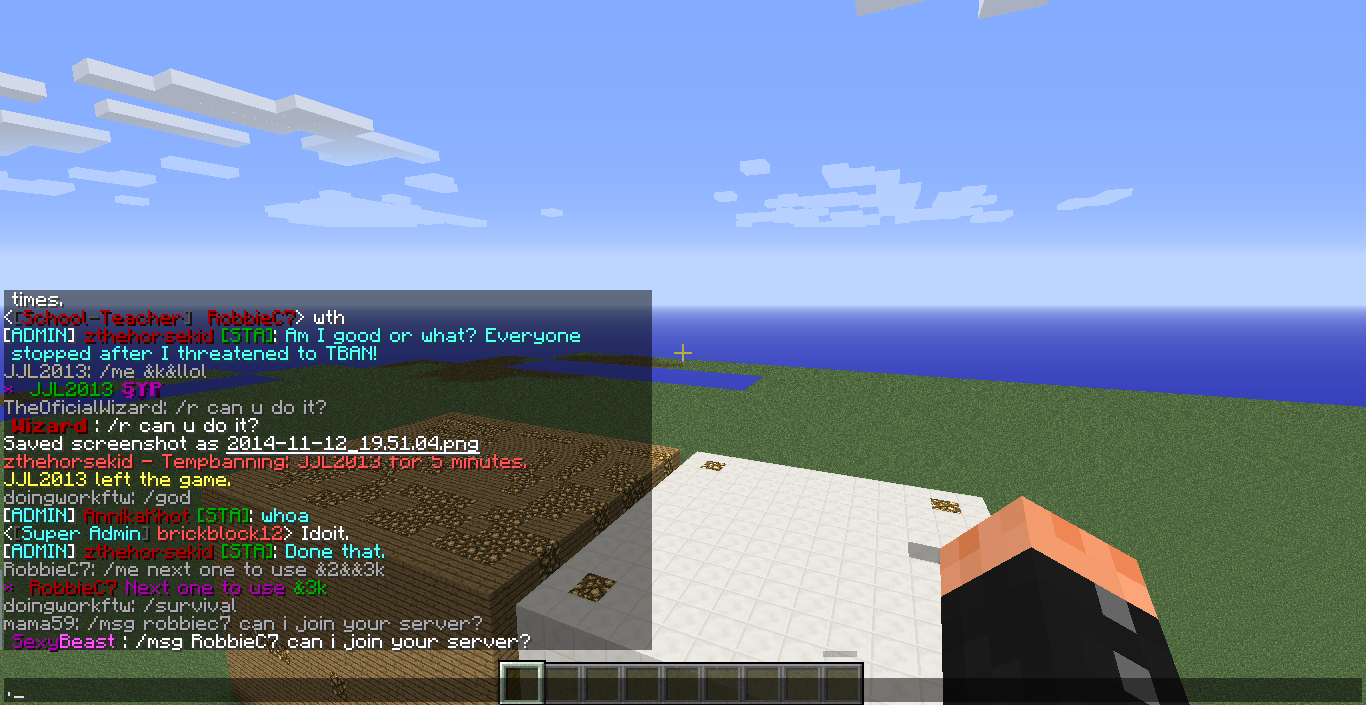 times.
<[School-Teacher] RobbieC7> wth
[ADMIN] zthehorsekid [STA]: Am I good or what? Everyone
stopped after I threatened to TBAN!
JJL2013: /me &k&llol
* JJL2013
TheOficialWizard: /r can u do it?
Wizard : /r can u do it?
Saved screenshot as 2014-11-12_19.51.04.png
zthehorsekid - Tempbanning: JJL2013 for 5 minutes.
JJL2013 left the game.
doingworkftw: /god
[ADMIN] AnnikaKhot [STA]: whoa
<[Super Admin] brickblock12> Idoit.
[ADMIN] zthehorsekid [STA]: Done that.
RobbieC7: /me next one to use &2&&3k
* RobbieC7 Next one to use &3k
doingworkftw: /survival
mama59: /msg robbiec7 can i join your server?
SexyBeast : /msg RobbieC7 can i join your server?